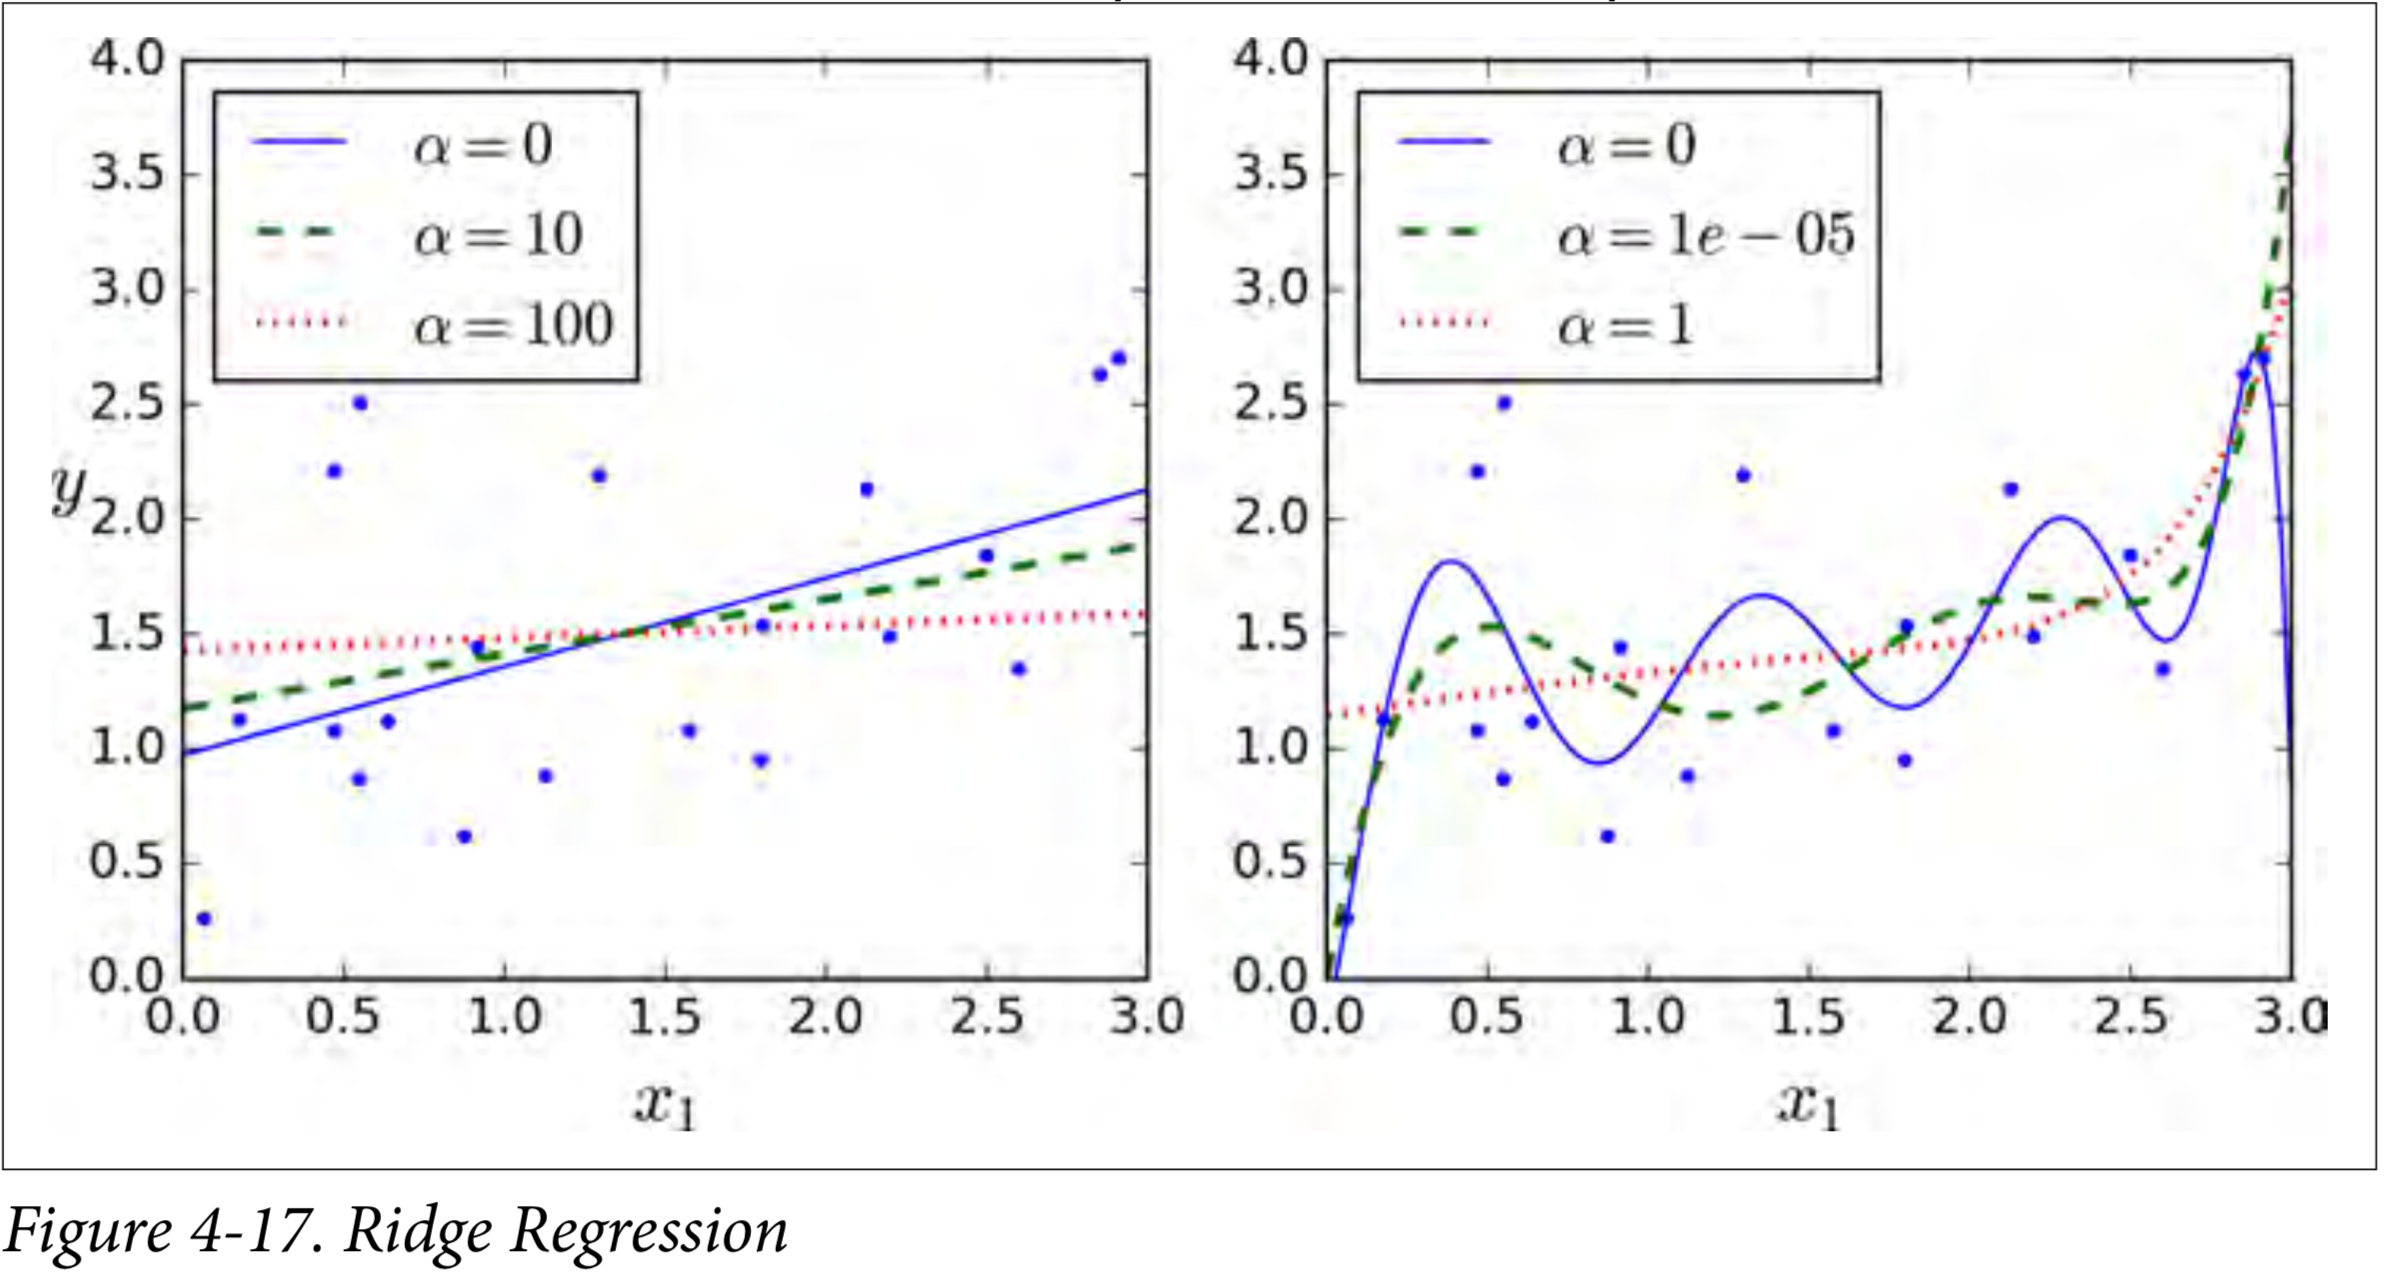 4.0
3.5
3.0
2.5
2.0
1.5
1.0
0.5
0.0
y
α = 0
α = 10
α = 100
0.0 0.5 1.0 1.5 2.0 2.5 3.0
x₁
4.0
3.5
3.0
2.5
2.0
1.5
1.0
0.5
0.0
α = 0
α = 1e − 05
α = 1
0.0 0.5 1.0 1.5 2.0 2.5 3.0
x₁
Figure 4-17. Ridge Regression